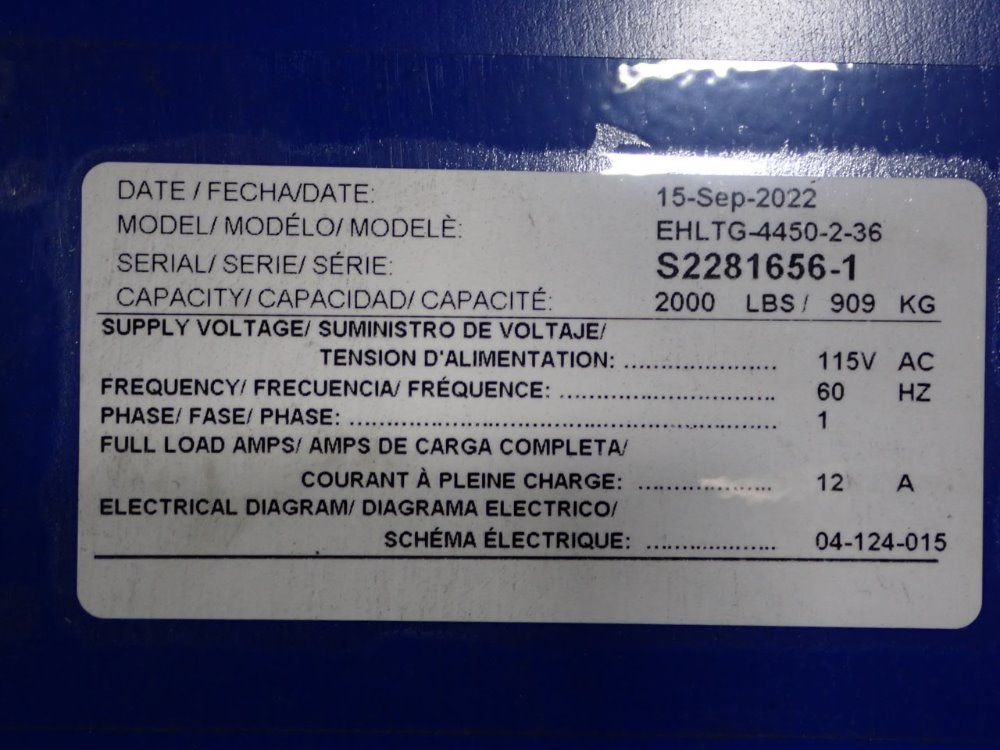 DATE / FECHA/DATE: 15-Sep-2022
MODEL/ MODÉLO/ MODELÈ: EHLTG-4450-2-36
SERIAL/ SERIE/ SÉRIE: S2281656-1
CAPACITY/ CAPACIDAD/ CAPACITÉ: 2000 LBS / 909 KG
SUPPLY VOLTAGE/ SUMINISTRO DE VOLTAJE/
TENSION D'ALIMENTATION: ........................ 115V AC
FREQUENCY/ FRECUENCIA/ FRÉQUENCE: .................................. 60 HZ
PHASE/ FASE/ PHASE: .................................................................... 1
FULL LOAD AMPS/ AMPS DE CARGA COMPLETA/
COURANT À PLEINE CHARGE: ..................... 12 A
ELECTRICAL DIAGRAM/ DIAGRAMA ELECTRICO/
SCHÉMA ÉLECTRIQUE: ..................... 04-124-015